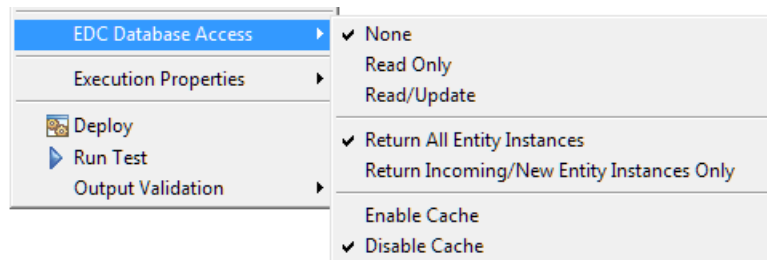 EDC Database Access
Execution Properties
Deploy
Run Test
Output Validation
None
Read Only
Read/Update
Return All Entity Instances
Return Incoming/New Entity Instances Only
Enable Cache
Disable Cache